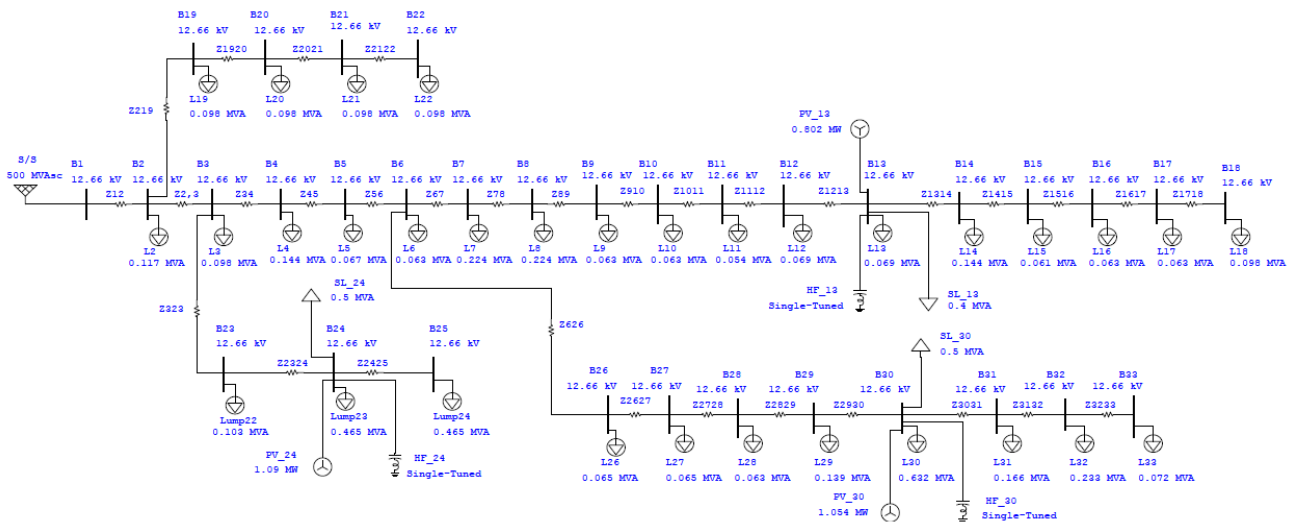 B19
12.66 kV
B20
12.66 kV
B21
12.66 kV
B22
12.66 kV
Z1920
Z2021
Z2122
L19
0.098 MVA
L20
0.098 MVA
L21
0.098 MVA
L22
0.098 MVA
Z219
PV_13
0.802 MW
S/S
500 MVAsc
B1
12.66 kV
B2
12.66 kV
B3
12.66 kV
B4
12.66 kV
B5
12.66 kV
B6
12.66 kV
B7
12.66 kV
B8
12.66 kV
B9
12.66 kV
B10
12.66 kV
B11
12.66 kV
B12
12.66 kV
B13
12.66 kV
B14
12.66 kV
B15
12.66 kV
B16
12.66 kV
B17
12.66 kV
B18
12.66 kV
Z12
Z2,3
Z34
Z45
Z56
Z67
Z78
Z89
Z910
Z1011
Z1112
Z1213
Z1314
Z1415
Z1516
Z1617
Z1718
L2
0.117 MVA
L3
0.098 MVA
L4
0.144 MVA
L5
0.067 MVA
L6
0.063 MVA
L7
0.224 MVA
L8
0.224 MVA
L9
0.063 MVA
L10
0.063 MVA
L11
0.054 MVA
L12
0.069 MVA
L13
0.069 MVA
L14
0.144 MVA
L15
0.061 MVA
L16
0.063 MVA
L17
0.063 MVA
L18
0.098 MVA
SL_24
0.5 MVA
HF_13
Single-Tuned
SL_13
0.4 MVA
Z323
Z626
SL_30
0.5 MVA
B23
12.66 kV
B24
12.66 kV
B25
12.66 kV
Z2324
Z2425
B26
12.66 kV
B27
12.66 kV
B28
12.66 kV
B29
12.66 kV
B30
12.66 kV
B31
12.66 kV
B32
12.66 kV
B33
12.66 kV
Z2627
Z2728
Z2829
Z2930
Z3031
Z3132
Z3233
Lump22
0.103 MVA
Lump23
0.465 MVA
Lump24
0.465 MVA
PV_24
1.09 MW
HF_24
Single-Tuned
L26
0.065 MVA
L27
0.065 MVA
L28
0.063 MVA
L29
0.139 MVA
L30
0.632 MVA
L31
0.166 MVA
L32
0.233 MVA
L33
0.072 MVA
PV_30
1.054 MW
HF_30
Single-Tuned